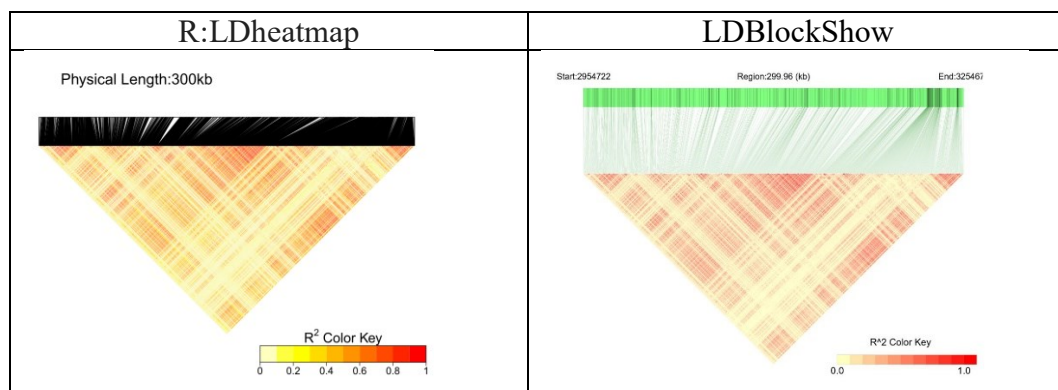 R:LDheatmap
LDBlockShow
Physical Length:300kb
R² Color Key
0 0.2 0.4 0.6 0.8 1
Start:2954722 Region:299.96 (kb) End:325467
R^2 Color Key
0.0 1.0